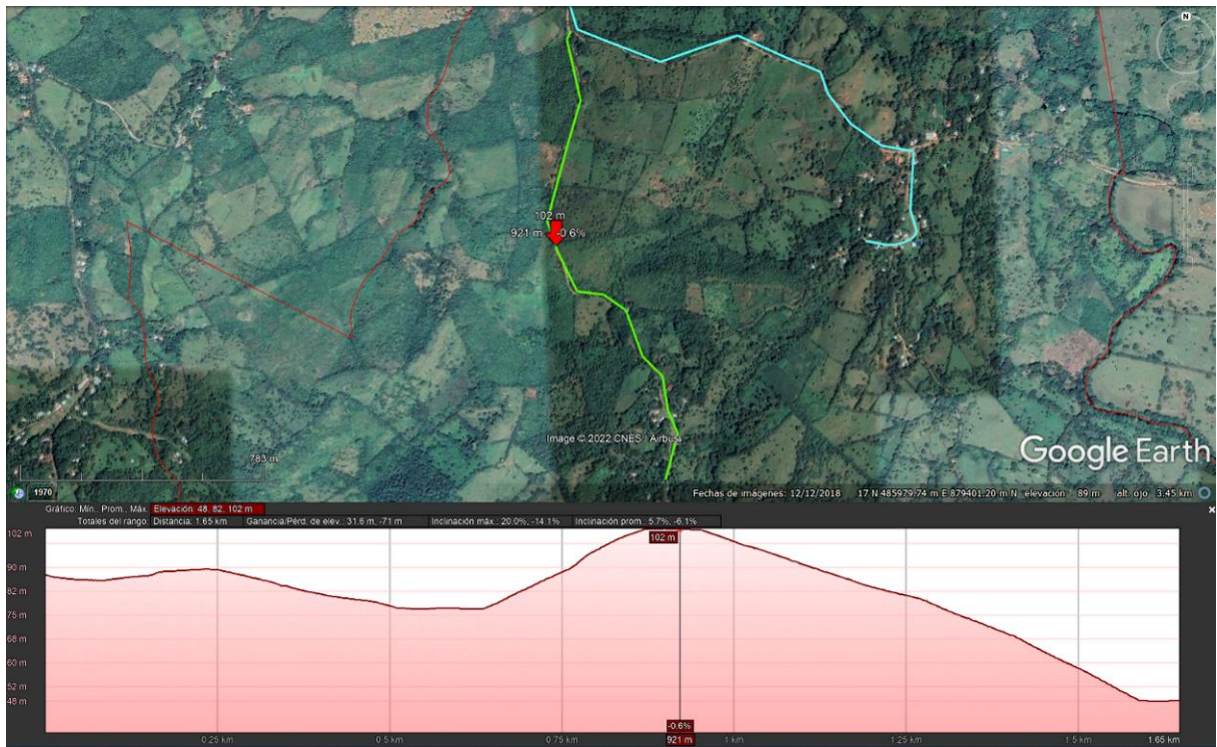 N
102 m
921 m -0.6%
Image © 2022 CNES / Airbus
783 m
Google Earth
1970
Fechas de imágenes: 12/12/2018 17 N 485979.74 m E 879401.20 m N elevación 89 m alt. ojo 3.45 km
Gráfico: Mín., Prom., Máx. Elevación: 48, 82, 102 m
Totales del rango: Distancia: 1.65 km Ganancia/Pérd. de elev.: 31.6 m, -71 m Inclinación máx.: 20.0%, -14.1% Inclinación prom.: 5.7%, -6.1%
102 m
102 m
90 m
82 m
75 m
68 m
60 m
52 m
48 m
-0.6%
0.25 km 0.5 km 0.75 km 921 m 1 km 1.25 km 1.5 km 1.65 km